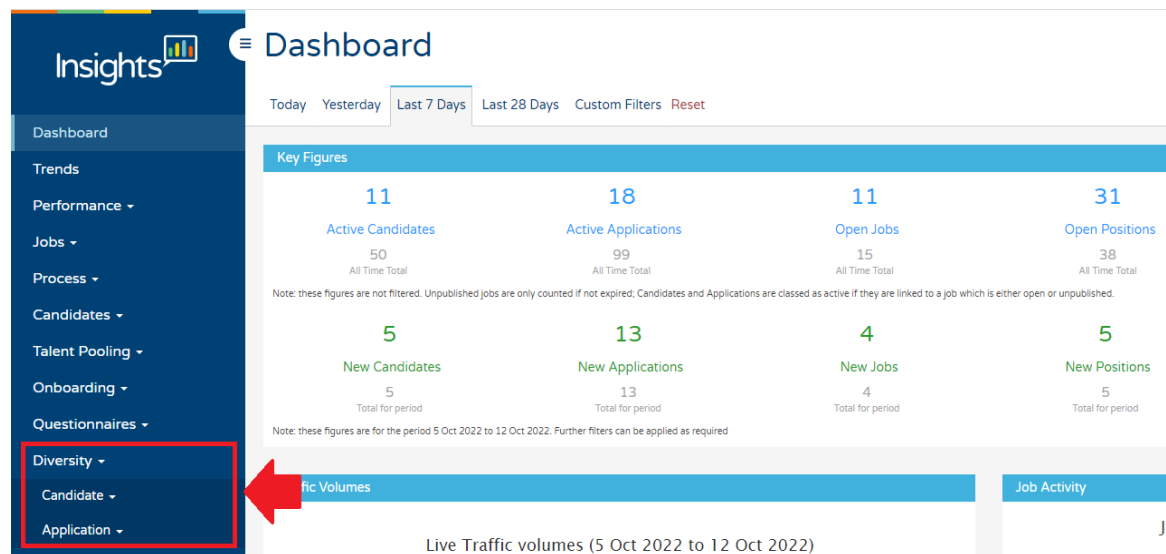 Insights
Dashboard
Trends
Performance
Jobs
Process
Candidates
Talent Pooling
Onboarding
Questionnaires
Diversity
Candidate
Application
Dashboard
Today Yesterday Last 7 Days Last 28 Days Custom Filters Reset
Key Figures
11 18 11 31
Active Candidates Active Applications Open Jobs Open Positions
50 99 15 38
All Time Total All Time Total All Time Total All Time Total
Note: these figures are not filtered. Unpublished jobs are only counted if not expired; Candidates and Applications are classed as active if they are linked to a job which is either open or unpublished.
5 13 4 5
New Candidates New Applications New Jobs New Positions
5 13 4 5
Total for period Total for period Total for period Total for period
Note: these figures are for the period 5 Oct 2022 to 12 Oct 2022. Further filters can be applied as required
fic Volumes Job Activity
Live Traffic volumes (5 Oct 2022 to 12 Oct 2022) J